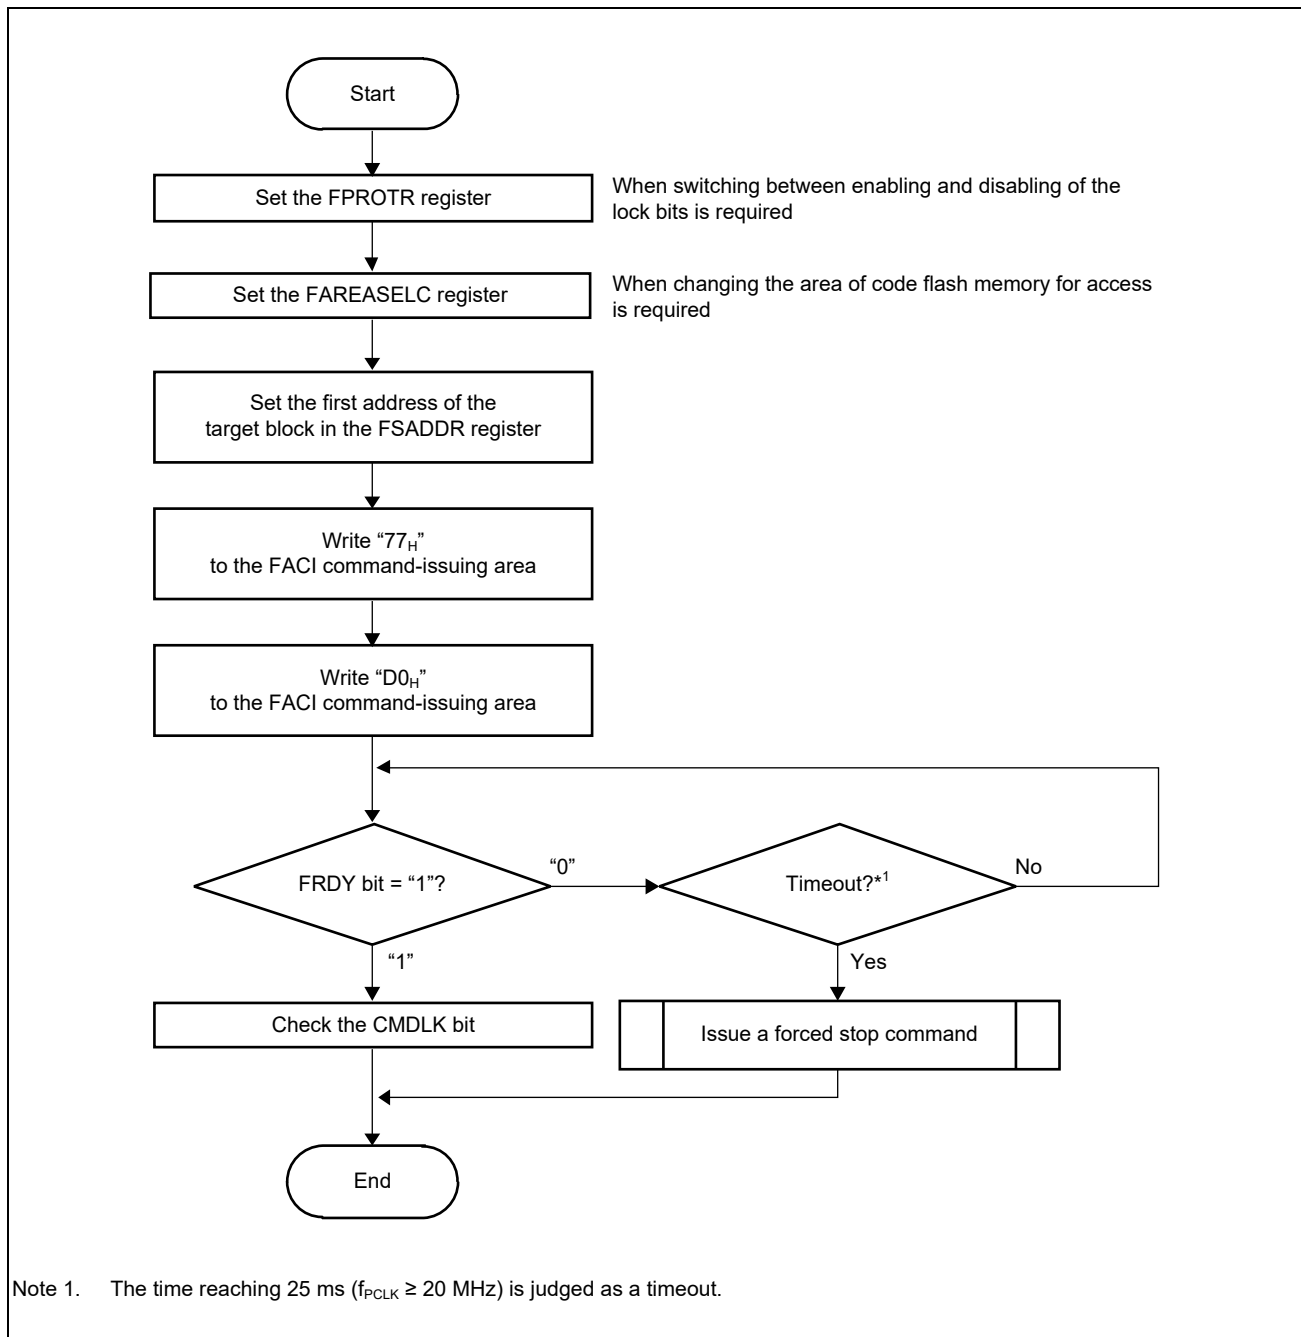 Start
Set the FPROTR register
When switching between enabling and disabling of the
lock bits is required
Set the FAREASELC register
When changing the area of code flash memory for access
is required
Set the first address of the
target block in the FSADDR register
Write “77H”
to the FACI command-issuing area
Write “D0H”
to the FACI command-issuing area
FRDY bit = “1”?
“0”
Timeout?*1
No
“1”
Yes
Check the CMDLK bit
Issue a forced stop command
End
Note 1. The time reaching 25 ms (fPCLK ≥ 20 MHz) is judged as a timeout.